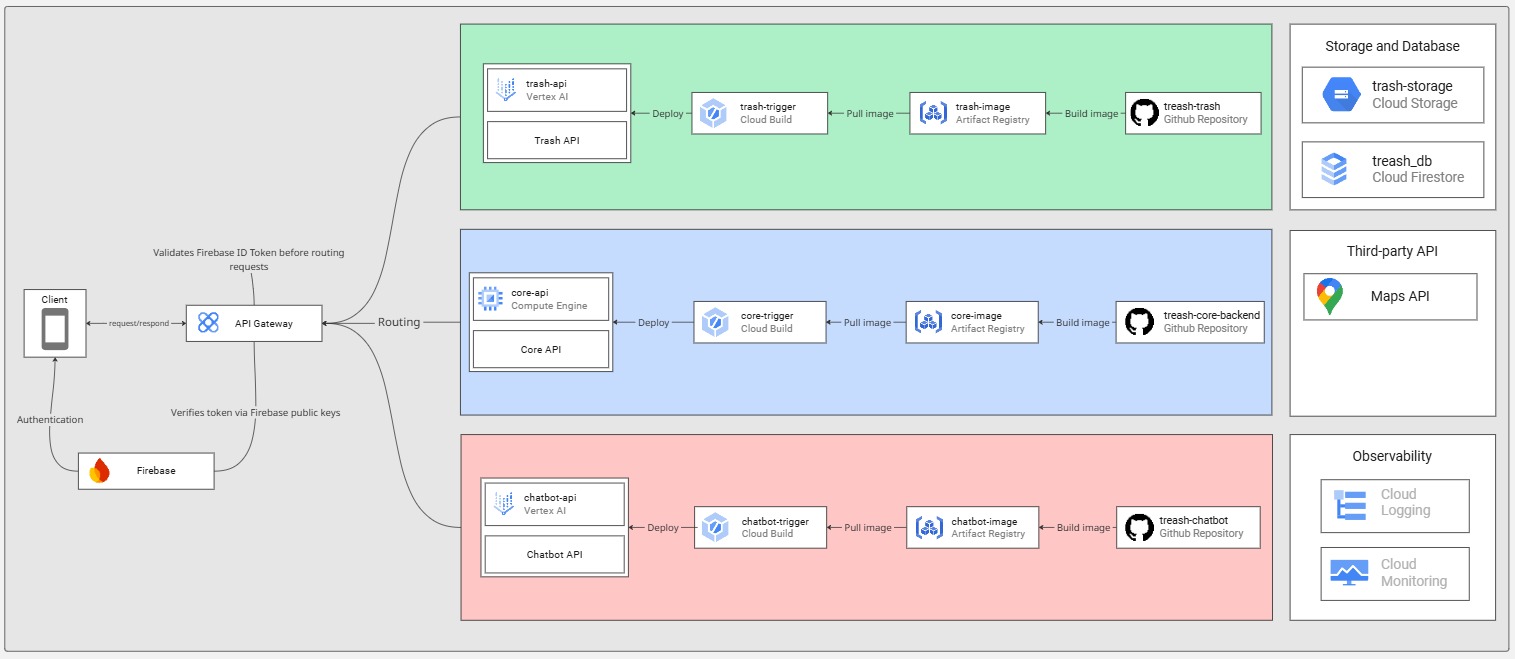 Storage and Database
trash-api
Vertex AI
Trash API
Deploy
trash-trigger
Cloud Build
Pull image
trash-image
Artifact Registry
Build image
treash-trash
Github Repository
trash-storage
Cloud Storage
treash_db
Cloud Firestore
Validates Firebase ID Token before routing
requests
Client
request/respond
API Gateway
Routing
core-api
Compute Engine
Core API
Deploy
core-trigger
Cloud Build
Pull image
core-image
Artifact Registry
Build image
treash-core-backend
Github Repository
Third-party API
Maps API
Authentication
Verifies token via Firebase public keys
Firebase
chatbot-api
Vertex AI
Chatbot API
Deploy
chatbot-trigger
Cloud Build
Pull image
chatbot-image
Artifact Registry
Build image
treash-chatbot
Github Repository
Observability
Cloud
Logging
Cloud
Monitoring